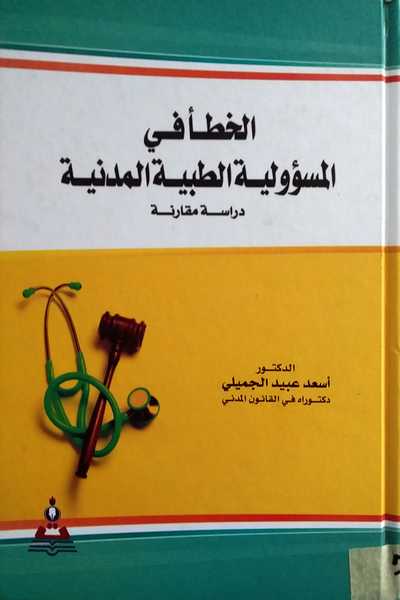 الخطأ في
المسؤولية الطبية المدنية
دراسة مقارنة
الدكتور
أسعد عبيد الجميلي
دكتوراه في القانون المدني